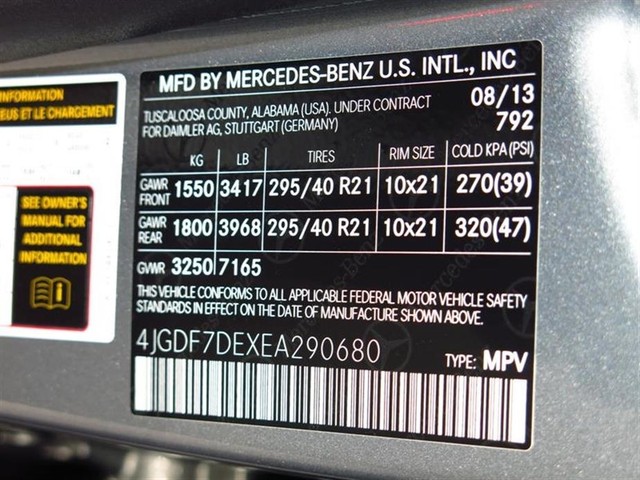 INFORMATION
EUS ET LE CHARGEMENT
SEE OWNER'S
MANUAL FOR
ADDITIONAL
INFORMATION
MFD BY MERCEDES-BENZ U.S. INTL., INC
TUSCALOOSA COUNTY, ALABAMA (USA), UNDER CONTRACT 08/13
FOR DAIMLER AG, STUTTGART (GERMANY) 792
KG LB TIRES RIM SIZE COLD KPA (PSI)
GAWR FRONT 1550 3417 295/40 R21 10x21 270(39)
GAWR REAR 1800 3968 295/40 R21 10x21 320(47)
GVWR 3250 7165
THIS VEHICLE CONFORMS TO ALL APPLICABLE FEDERAL MOTOR VEHICLE SAFETY
STANDARDS IN EFFECT ON THE DATE OF MANUFACTURE SHOWN ABOVE.
4JGDF7DEXEA290680 TYPE: MPV